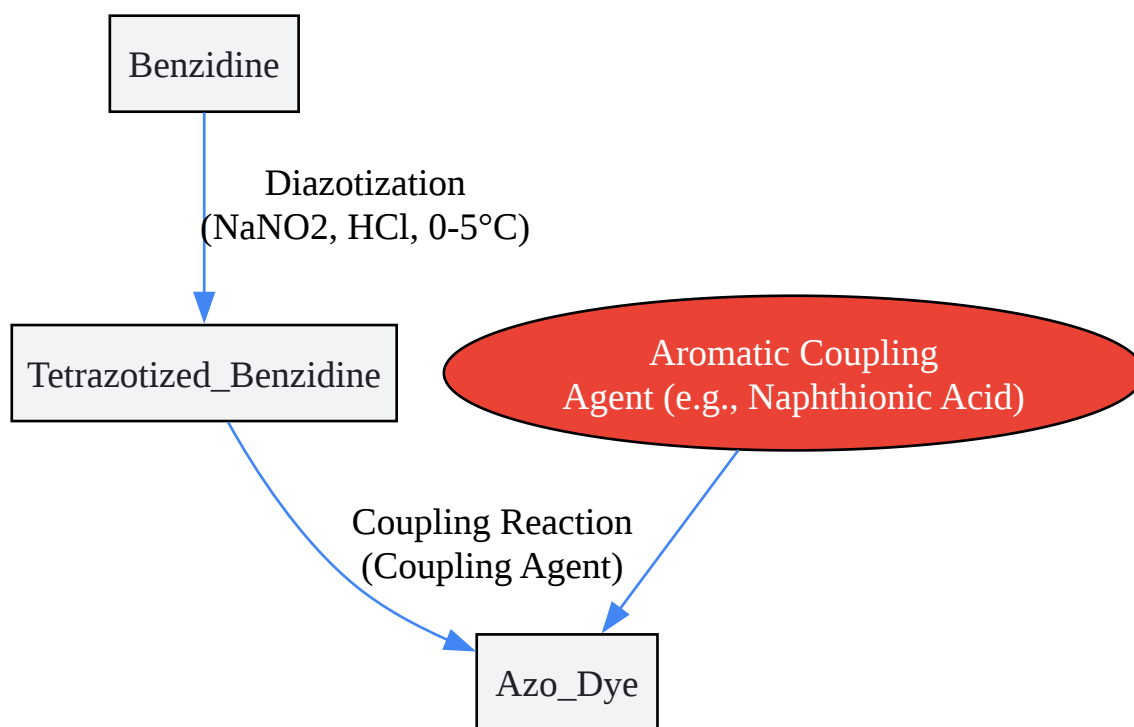 Benzidine
Diazotization
(NaNO2, HCl, 0-5°C)
Tetrazotized_Benzidine
Aromatic Coupling
Agent (e.g., Naphthionic Acid)
Coupling Reaction
(Coupling Agent)
Azo_Dye